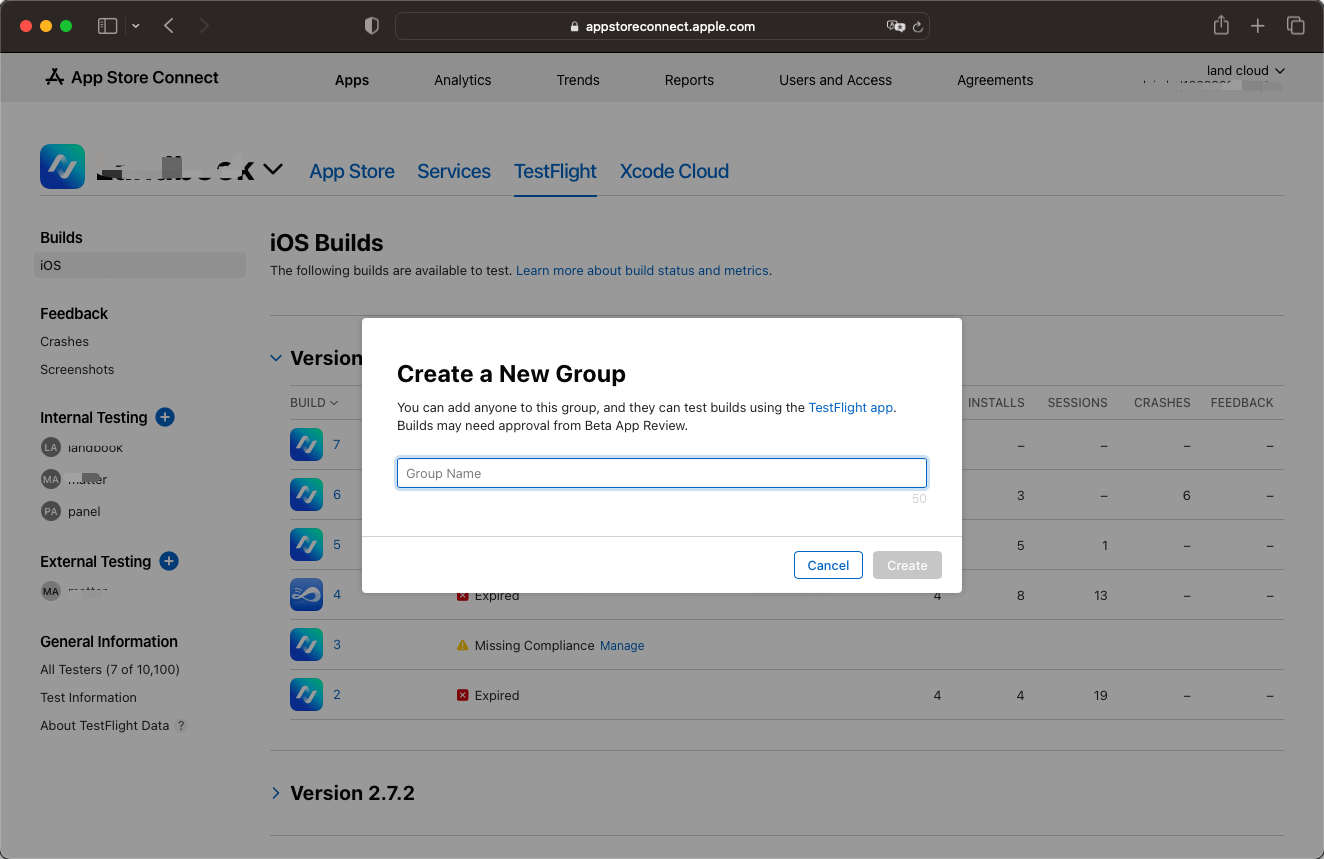 appstoreconnect.apple.com
App Store Connect
Apps Analytics Trends Reports Users and Access Agreements
land cloud
App Store Services TestFlight Xcode Cloud
Builds
iOS
Feedback
Crashes
Screenshots
Internal Testing
LA landbook
MA matter
PA panel
External Testing
MA matter
General Information
All Testers (7 of 10,100)
Test Information
About TestFlight Data ?
iOS Builds
The following builds are available to test. Learn more about build status and metrics.
Version
BUILD INSTALLS SESSIONS CRASHES FEEDBACK
7 – – – –
6 3 – 6 –
5 5 1 – –
4 Expired 4 8 13 – –
3 Missing Compliance Manage
2 Expired 4 4 19 – –
Version 2.7.2
Create a New Group
You can add anyone to this group, and they can test builds using the TestFlight app.
Builds may need approval from Beta App Review.
Group Name
50
Cancel Create